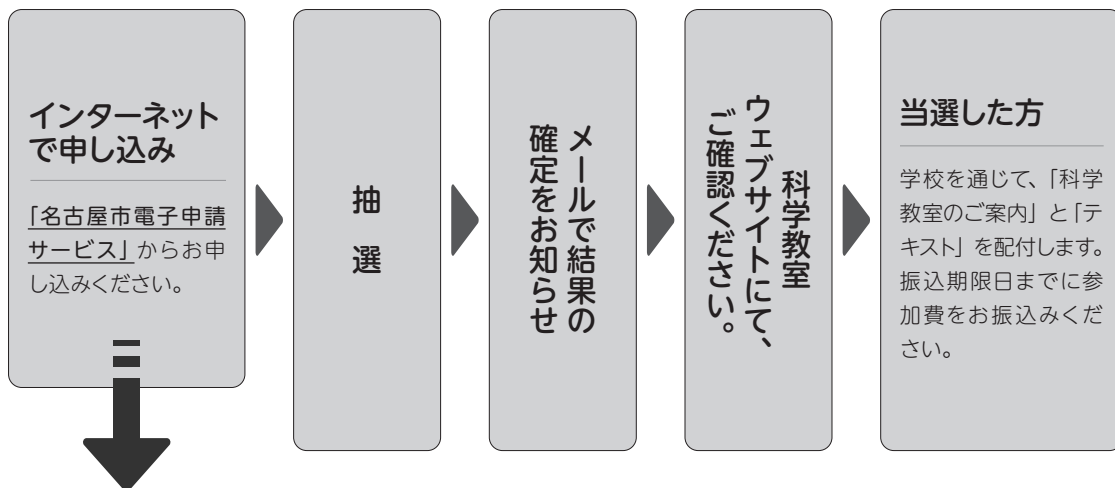 インターネット
で申し込み
「名古屋市電子申請
サービス」からお申
し込みください。
抽選
メールで結果の
確定をお知らせ
科学教室
ウェブサイトにて、
ご確認ください。
当選した方
学校を通じて、「科学
教室のご案内」と「テ
キスト」を配付します。
振込期限日までに参
加費をお振込みくだ
さい。